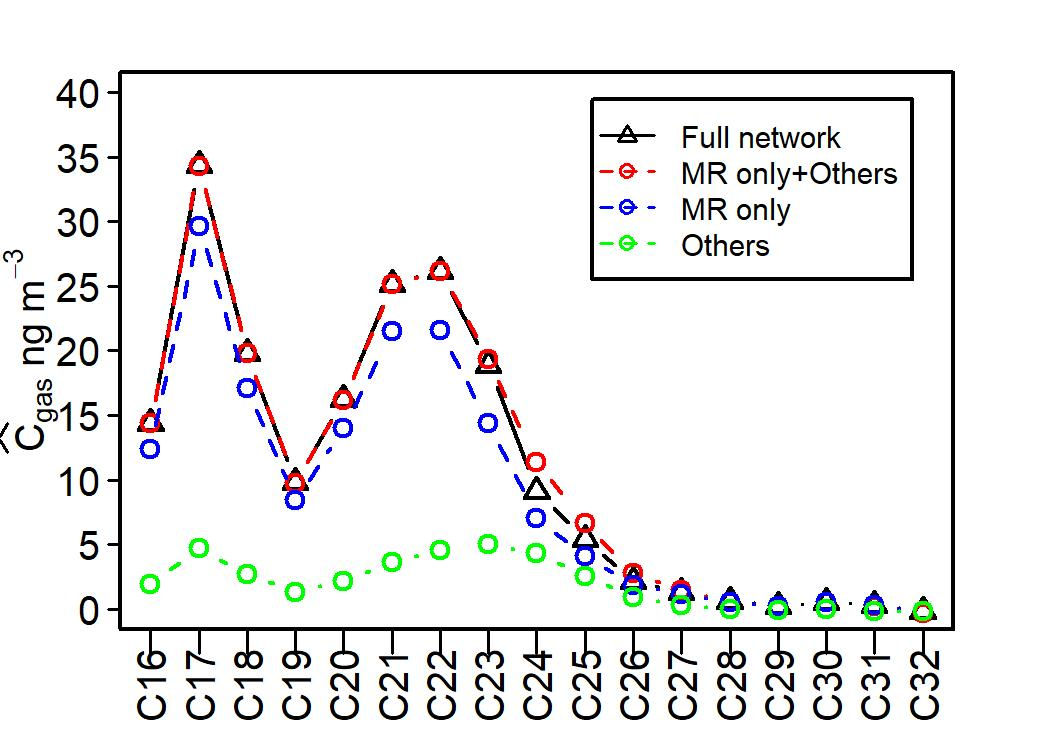 40
35
30
25
20
15
10
5
0
Ĉgas ng m⁻³
Full network
MR only+Others
MR only
Others
C16 C17 C18 C19 C20 C21 C22 C23 C24 C25 C26 C27 C28 C29 C30 C31 C32